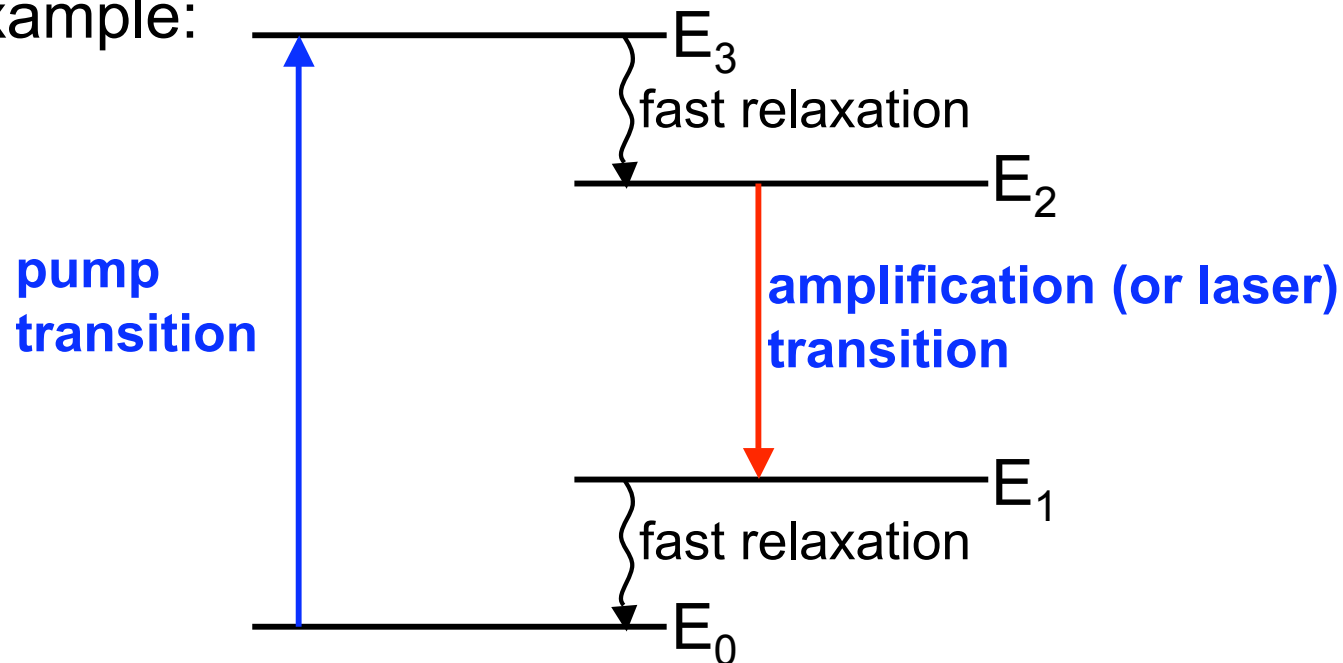 xample:
E₃
fast relaxation
E₂
pump
transition
amplification (or laser)
transition
E₁
fast relaxation
E₀